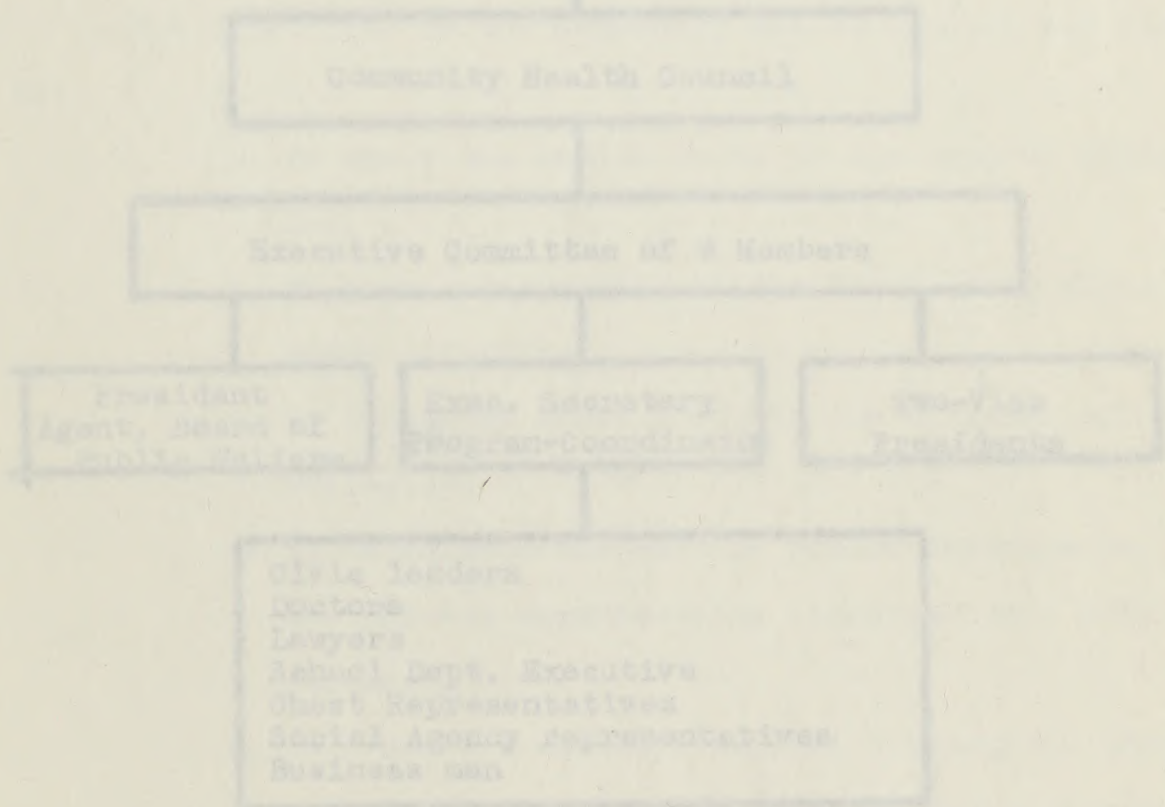 Community Health Council
Executive Committee of Members
President
Agent, Board of
Public Welfare
Exec. Secretary
Program-Coordinator
Two-Vice
Presidents
Civic leaders
Doctors
Lawyers
School Dept. Executive
Chest Representatives
Social Agency representatives
Business men